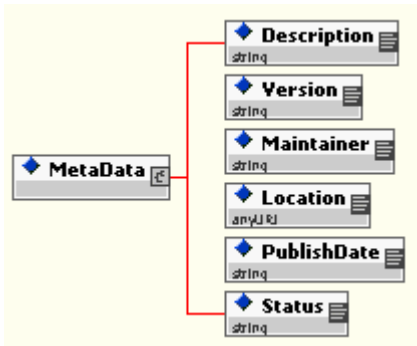 Description
string
Version
string
Maintainer
string
MetaData
Location
anyURI
PublishDate
string
Status
string